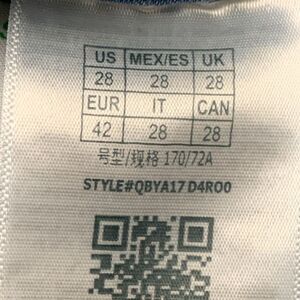 US MEX/ES UK
28 28 28
EUR IT CAN
42 28 28
号型/规格 170/72A
STYLE#QBYA17 D4RO0